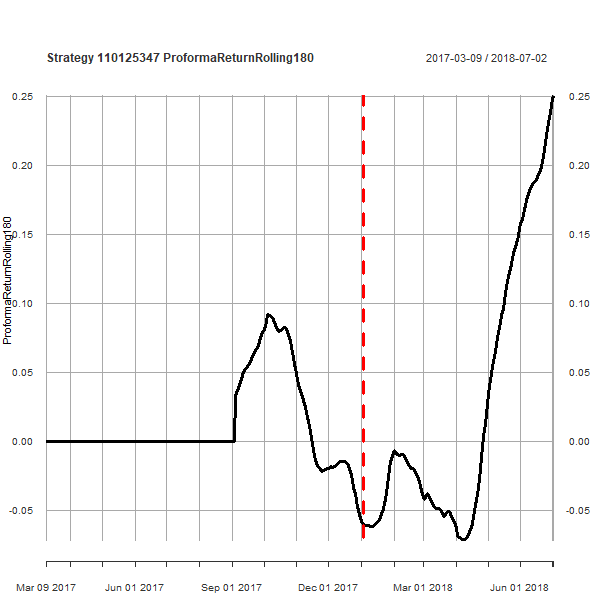 Strategy 110125347 ProformaReturnRolling180
2017-03-09 / 2018-07-02
ProformaReturnRolling180
0.25
0.20
0.15
0.10
0.05
0.00
-0.05
0.25
0.20
0.15
0.10
0.05
0.00
-0.05
Mar 09 2017
Jun 01 2017
Sep 01 2017
Dec 01 2017
Mar 01 2018
Jun 01 2018